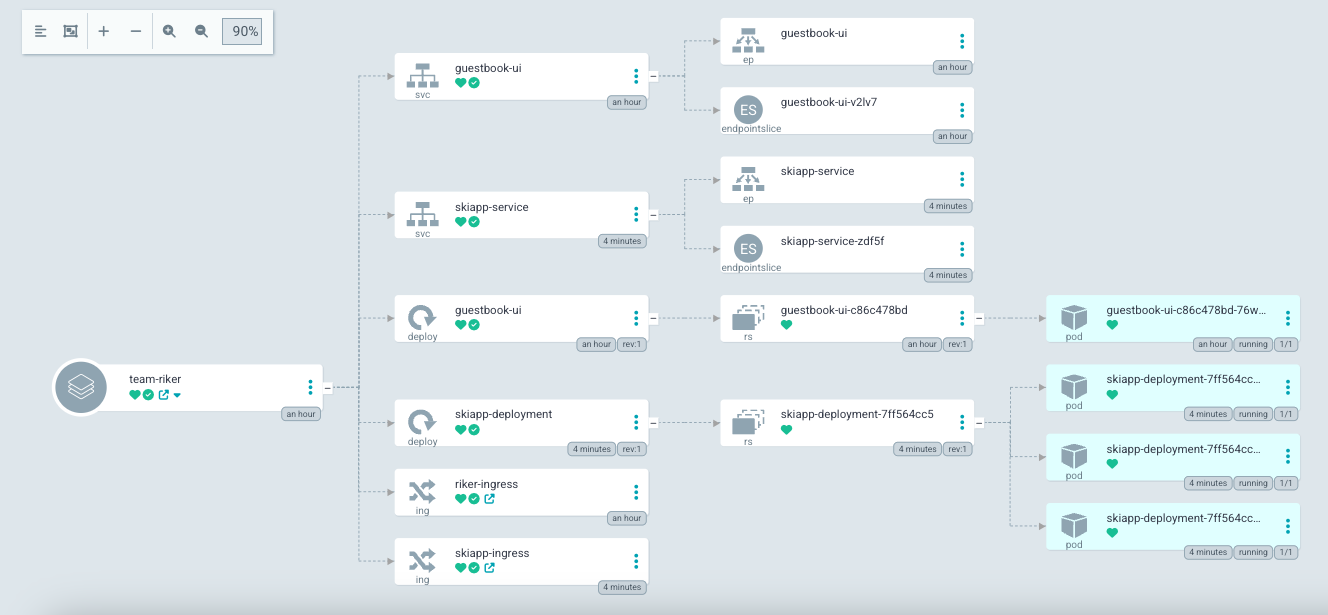 90%
guestbook-ui
svc
an hour
guestbook-ui
ep
an hour
ES
guestbook-ui-v2lv7
endpointslice
an hour
skiapp-service
svc
4 minutes
skiapp-service
ep
4 minutes
ES
skiapp-service-zdf5f
endpointslice
4 minutes
guestbook-ui
deploy
an hour rev:1
guestbook-ui-c86c478bd
rs
an hour rev:1
guestbook-ui-c86c478bd-76w...
pod
an hour running 1/1
team-riker
an hour
skiapp-deployment-7ff564cc...
pod
4 minutes running 1/1
skiapp-deployment
deploy
4 minutes rev:1
skiapp-deployment-7ff564cc5
rs
4 minutes rev:1
skiapp-deployment-7ff564cc...
pod
4 minutes running 1/1
riker-ingress
ing
an hour
skiapp-deployment-7ff564cc...
pod
4 minutes running 1/1
skiapp-ingress
ing
4 minutes